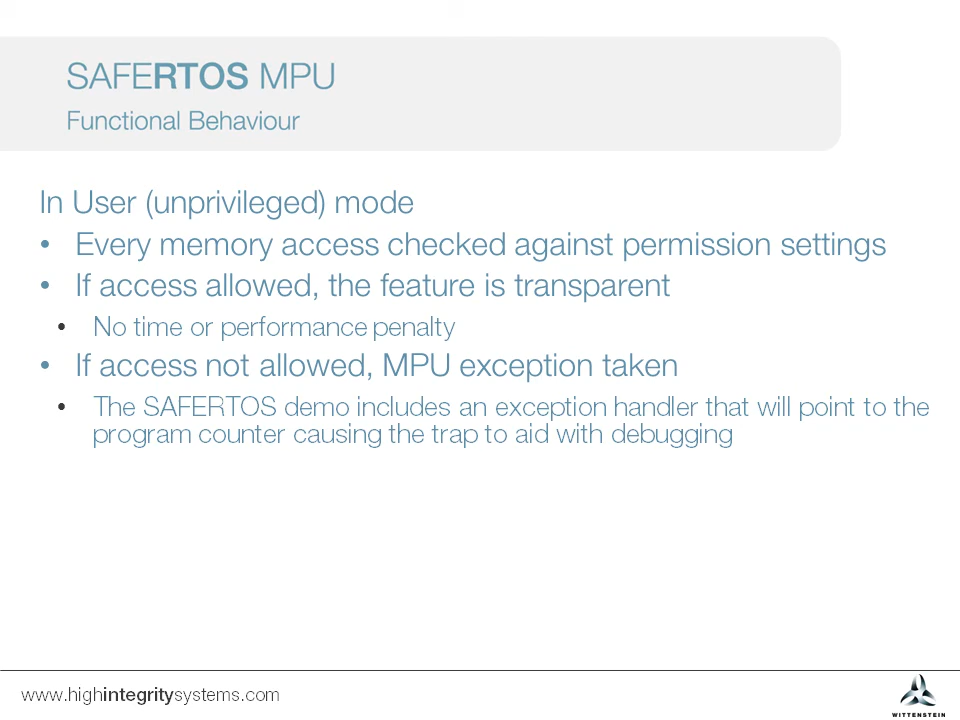 SAFERTOS MPU
Functional Behaviour
In User (unprivileged) mode
• Every memory access checked against permission settings
• If access allowed, the feature is transparent
• No time or performance penalty
• If access not allowed, MPU exception taken
• The SAFERTOS demo includes an exception handler that will point to the
program counter causing the trap to aid with debugging
www.highintegritysystems.com
WITTENSTEIN